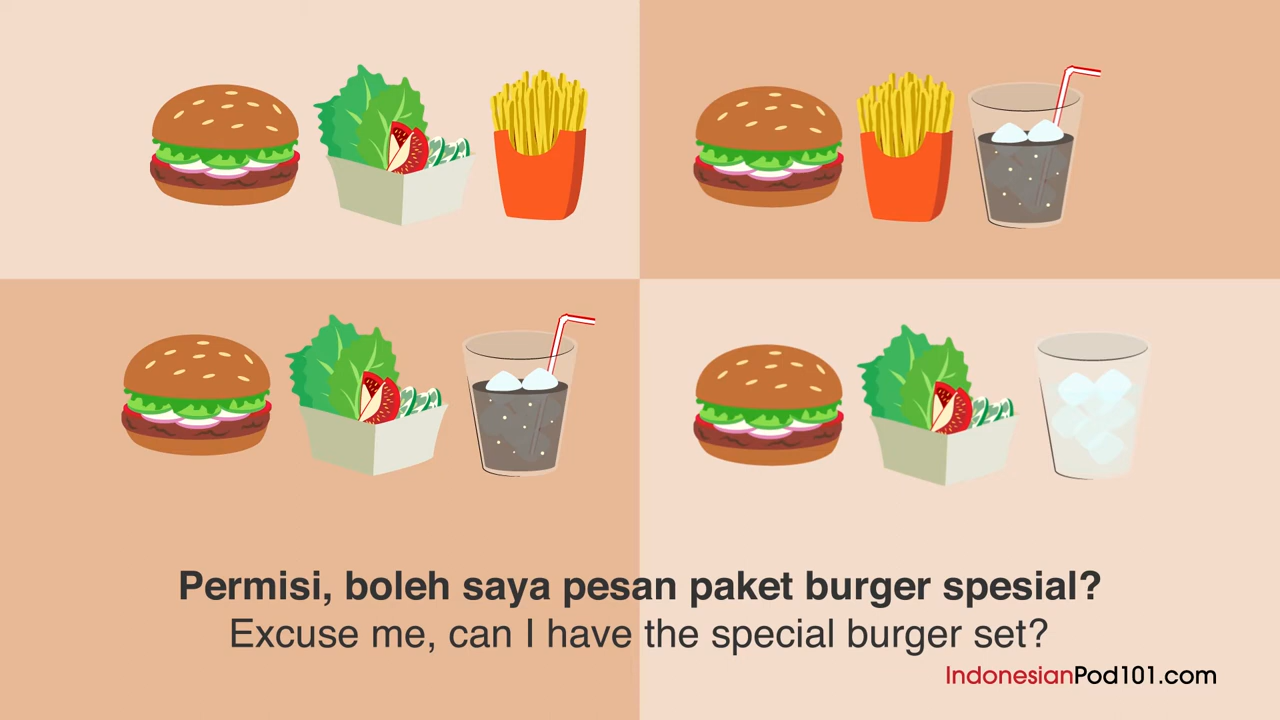 Permisi, boleh saya pesan paket burger spesial?
Excuse me, can I have the special burger set?
IndonesianPod101.com